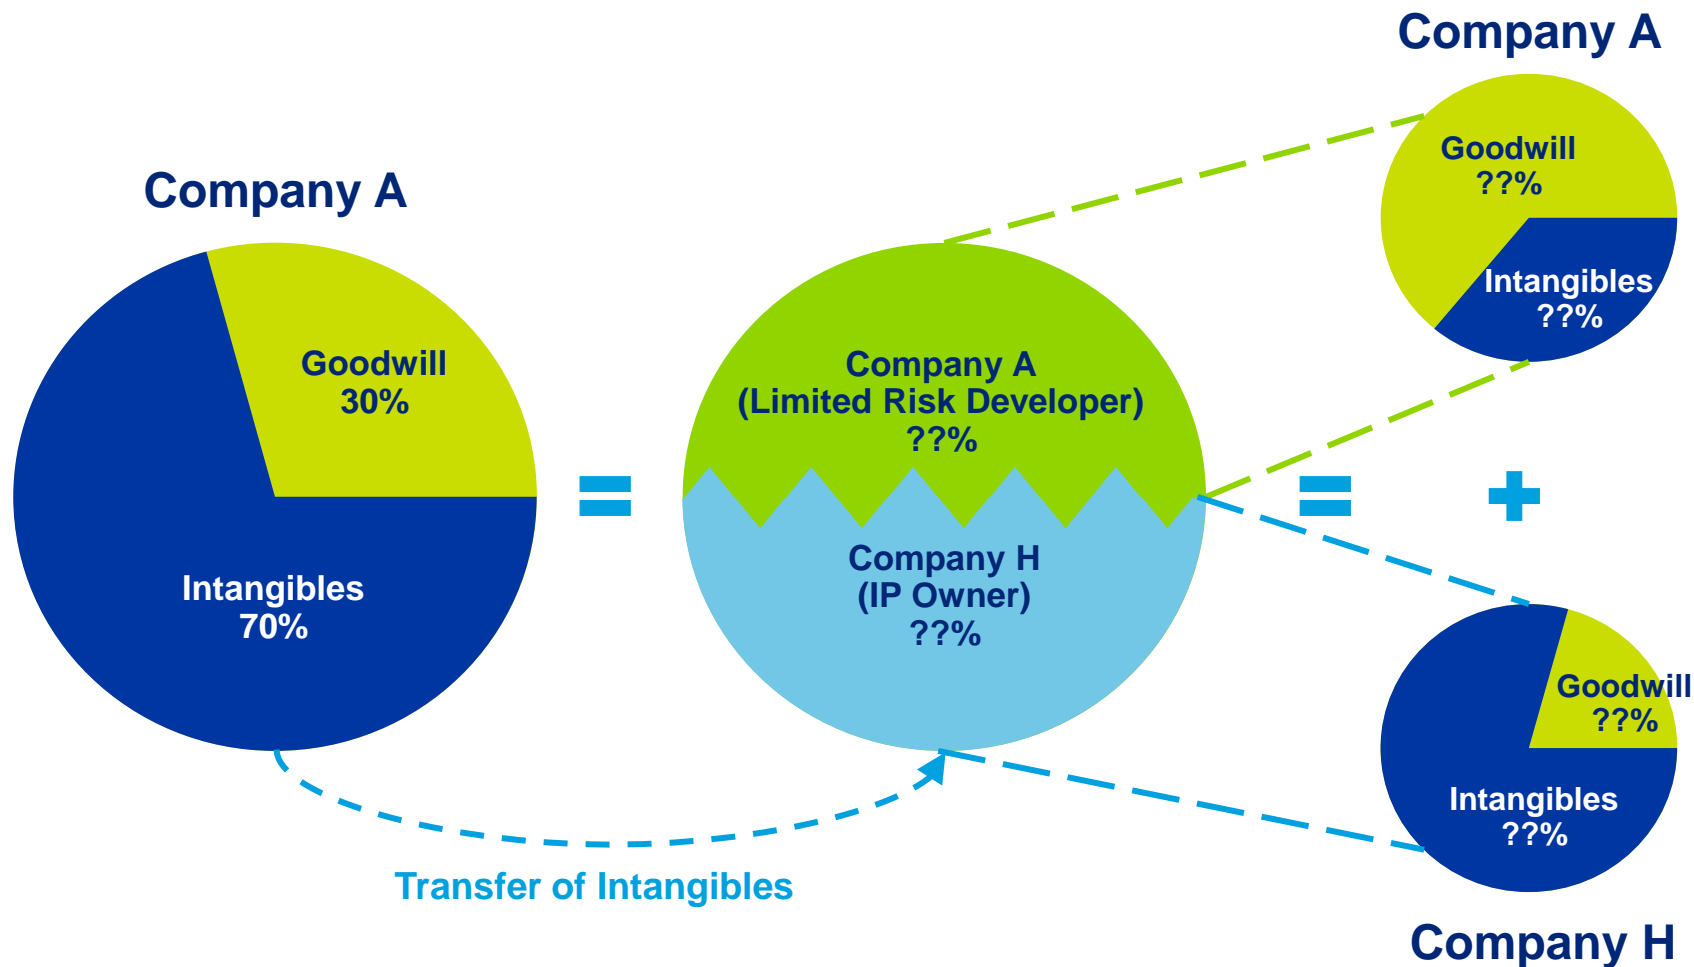 Company A
Goodwill
30%
Intangibles
70%
Transfer of Intangibles
Company A
(Limited Risk Developer)
??%
Company H
(IP Owner)
??%
Company A
Goodwill
??%
Intangibles
??%
Goodwill
??%
Intangibles
??%
Company H